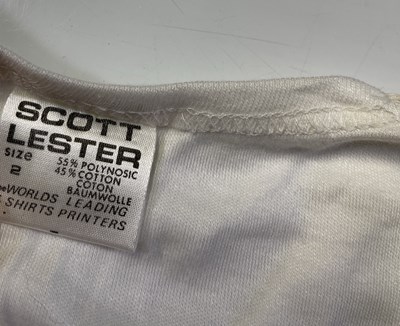 SCOTT
LESTER
SIZe 55% POLYNOSIC
2 45% COTTON
COTON
BAUMWOLLE
WORLDS LEADING
SHIRTS PRINTERS